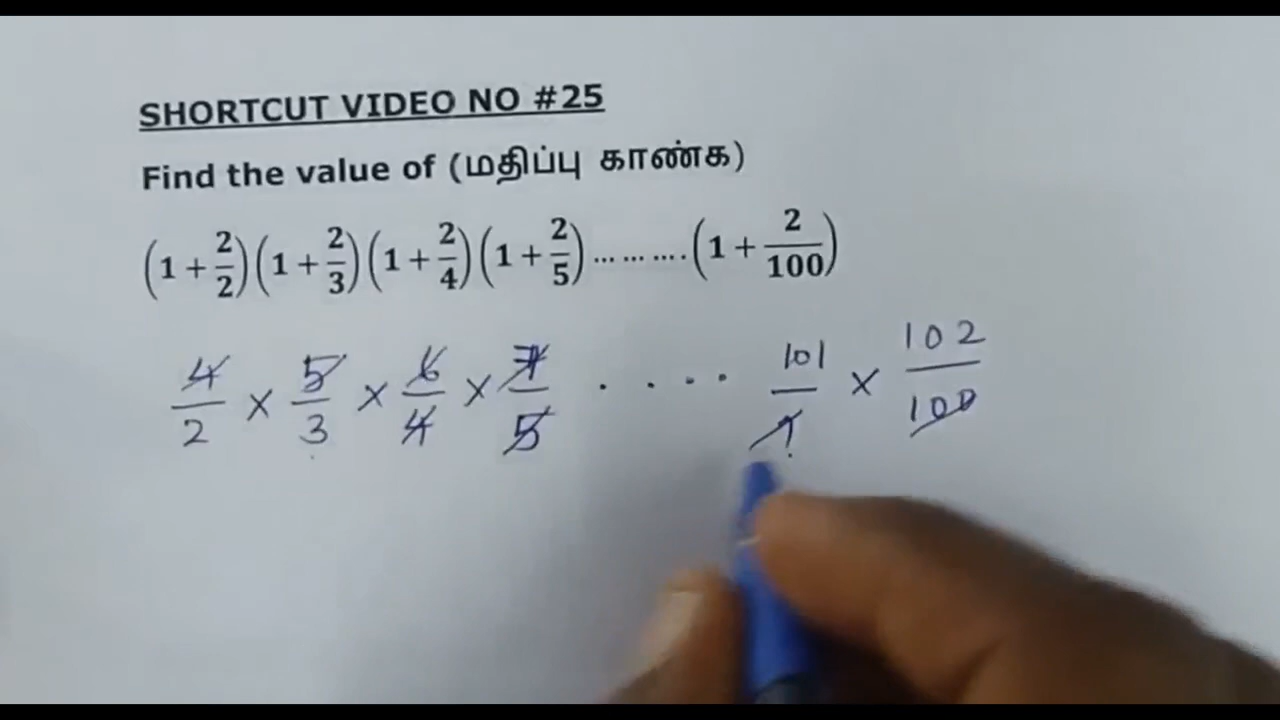 SHORTCUT VIDEO NO #25
Find the value of (மதிப்பு காண்க)
(1 + 2/2)(1 + 2/3)(1 + 2/4)(1 + 2/5) ... ... ... .(1 + 2/100)
4/2 × 5/3 × 6/4 × 7/5 . . . . 101/ × 102/100